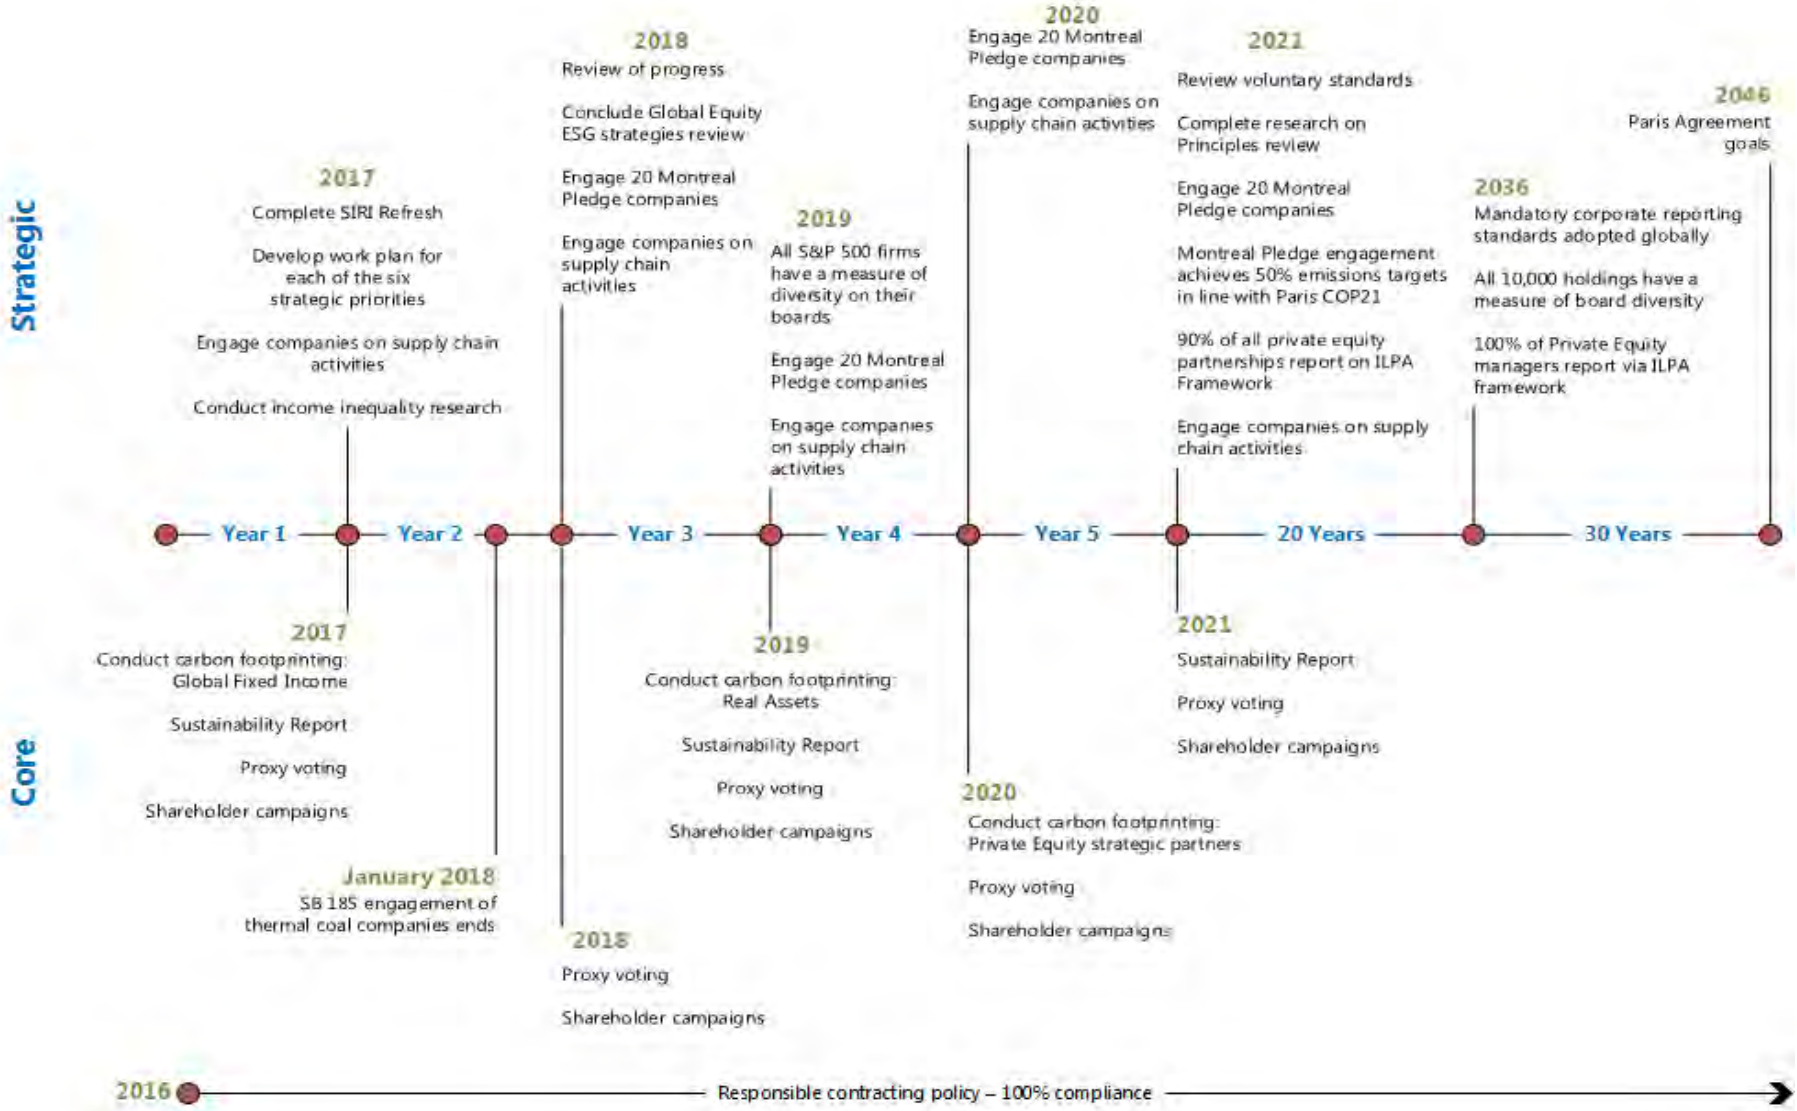 Strategic
2017
Complete SIRI Refresh
Develop work plan for
each of the six
strategic priorities
Engage companies on supply chain
activities
Conduct income inequality research
2018
Review of progress
Conclude Global Equity
ESG strategies review
Engage 20 Montreal
Pledge companies
Engage companies on
supply chain
activities
2019
All S&P 500 firms
have a measure of
diversity on their
boards
Engage 20 Montreal
Pledge companies
Engage companies
on supply chain
activities
2020
Engage 20 Montreal
Pledge companies
Engage companies on
supply chain activities
2021
Review voluntary standards
Complete research on
Principles review
Engage 20 Montreal
Pledge companies
Montreal Pledge engagement
achieves 50% emissions targets
in line with Paris COP21
90% of all private equity
partnerships report on ILPA
Framework
Engage companies on supply
chain activities
2036
Mandatory corporate reporting
standards adopted globally
All 10,000 holdings have a
measure of board diversity
100% of Private Equity
managers report via ILPA
framework
2046
Paris Agreement
goals
Year 1
Year 2
Year 3
Year 4
Year 5
20 Years
30 Years
Core
2017
Conduct carbon footprinting:
Global Fixed Income
Sustainability Report
Proxy voting
Shareholder campaigns
January 2018
SB 185 engagement of
thermal coal companies ends
2018
Proxy voting
Shareholder campaigns
2019
Conduct carbon footprinting:
Real Assets
Sustainability Report
Proxy voting
Shareholder campaigns
2020
Conduct carbon footprinting:
Private Equity strategic partners
Proxy voting
Shareholder campaigns
2021
Sustainability Report
Proxy voting
Shareholder campaigns
2016
Responsible contracting policy – 100% compliance